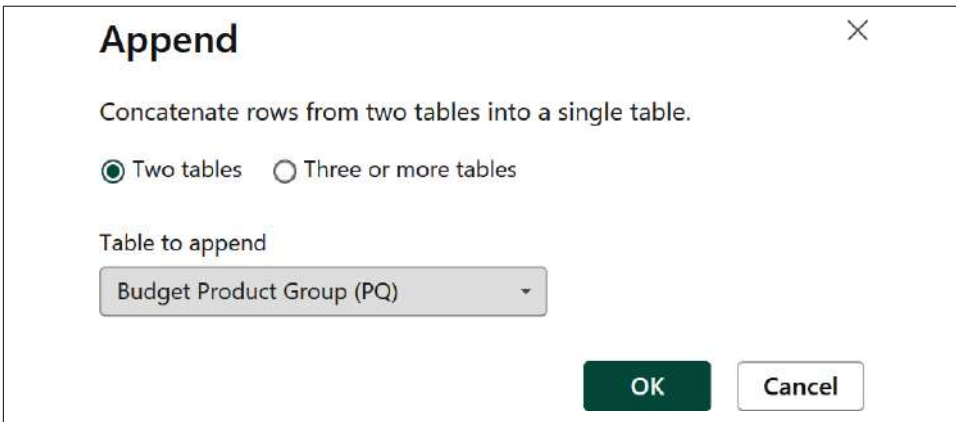 Append
Concatenate rows from two tables into a single table.
Two tables Three or more tables
Table to append
Budget Product Group (PQ)
OK Cancel